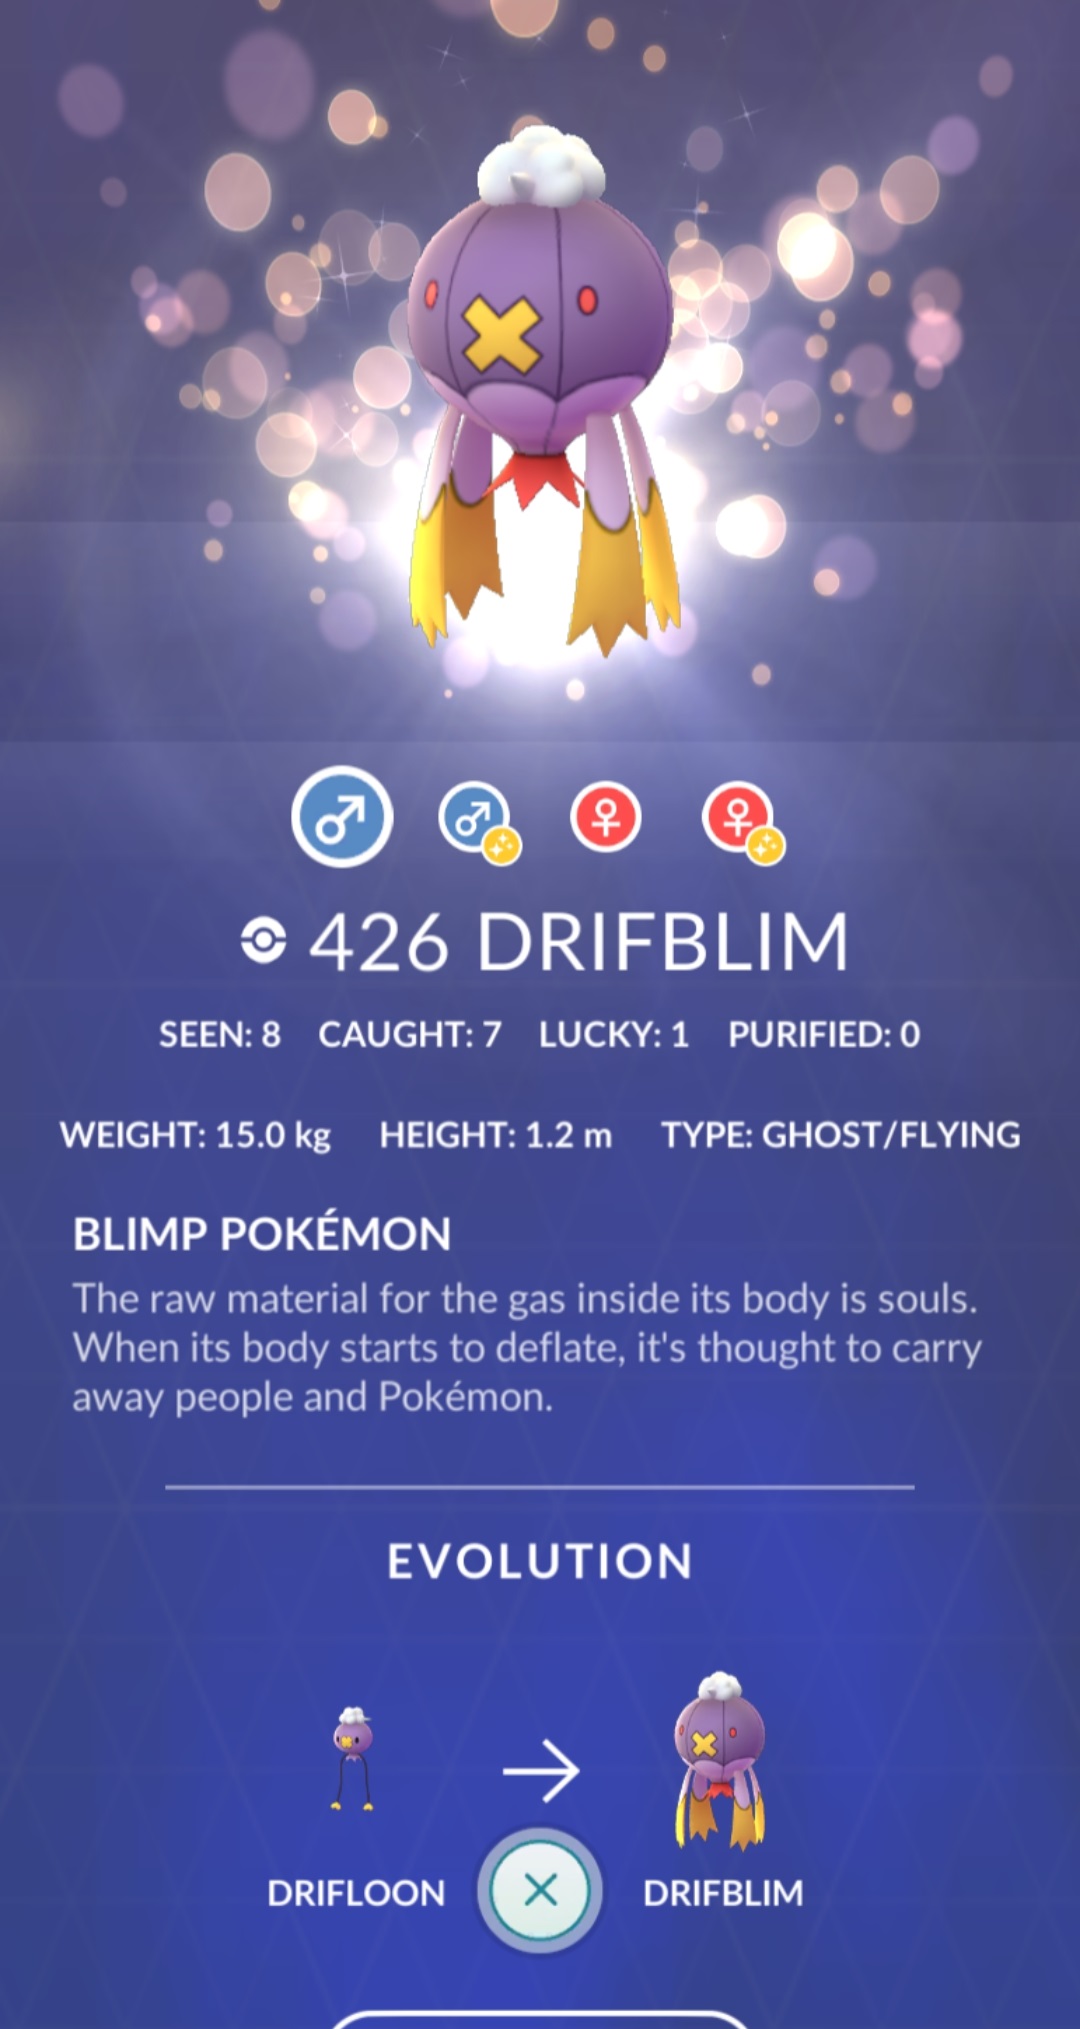 426 DRIFBLIM
SEEN: 8 CAUGHT: 7 LUCKY: 1 PURIFIED: 0
WEIGHT: 15.0 kg HEIGHT: 1.2 m TYPE: GHOST/FLYING
BLIMP POKÉMON
The raw material for the gas inside its body is souls.
When its body starts to deflate, it's thought to carry
away people and Pokémon.
EVOLUTION
DRIFLOON DRIFBLIM